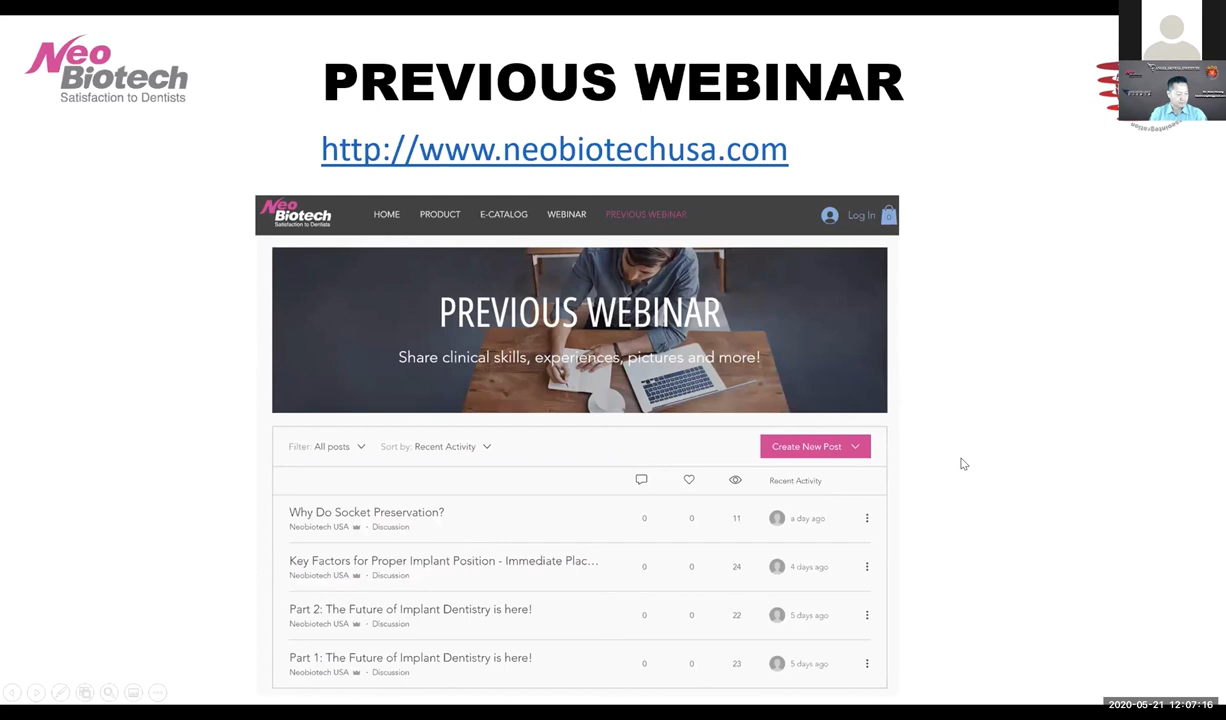 Neo
Biotech
Satisfaction to Dentists
PREVIOUS WEBINAR
http://www.neobiotechusa.com
Neo
Biotech
Satisfaction to Dentists
HOME PRODUCT E-CATALOG WEBINAR PREVIOUS WEBINAR Log In 0
PREVIOUS WEBINAR
Share clinical skills, experiences, pictures and more!
Filter: All posts Sort by: Recent Activity Create New Post
Recent Activity
Why Do Socket Preservation? 0 0 11 a day ago
Neobiotech USA · Discussion
Key Factors for Proper Implant Position - Immediate Plac... 0 0 24 4 days ago
Neobiotech USA · Discussion
Part 2: The Future of Implant Dentistry is here! 0 0 22 5 days ago
Neobiotech USA · Discussion
Part 1: The Future of Implant Dentistry is here! 0 0 23 5 days ago
Neobiotech USA · Discussion
2020-05-21 12:07:16